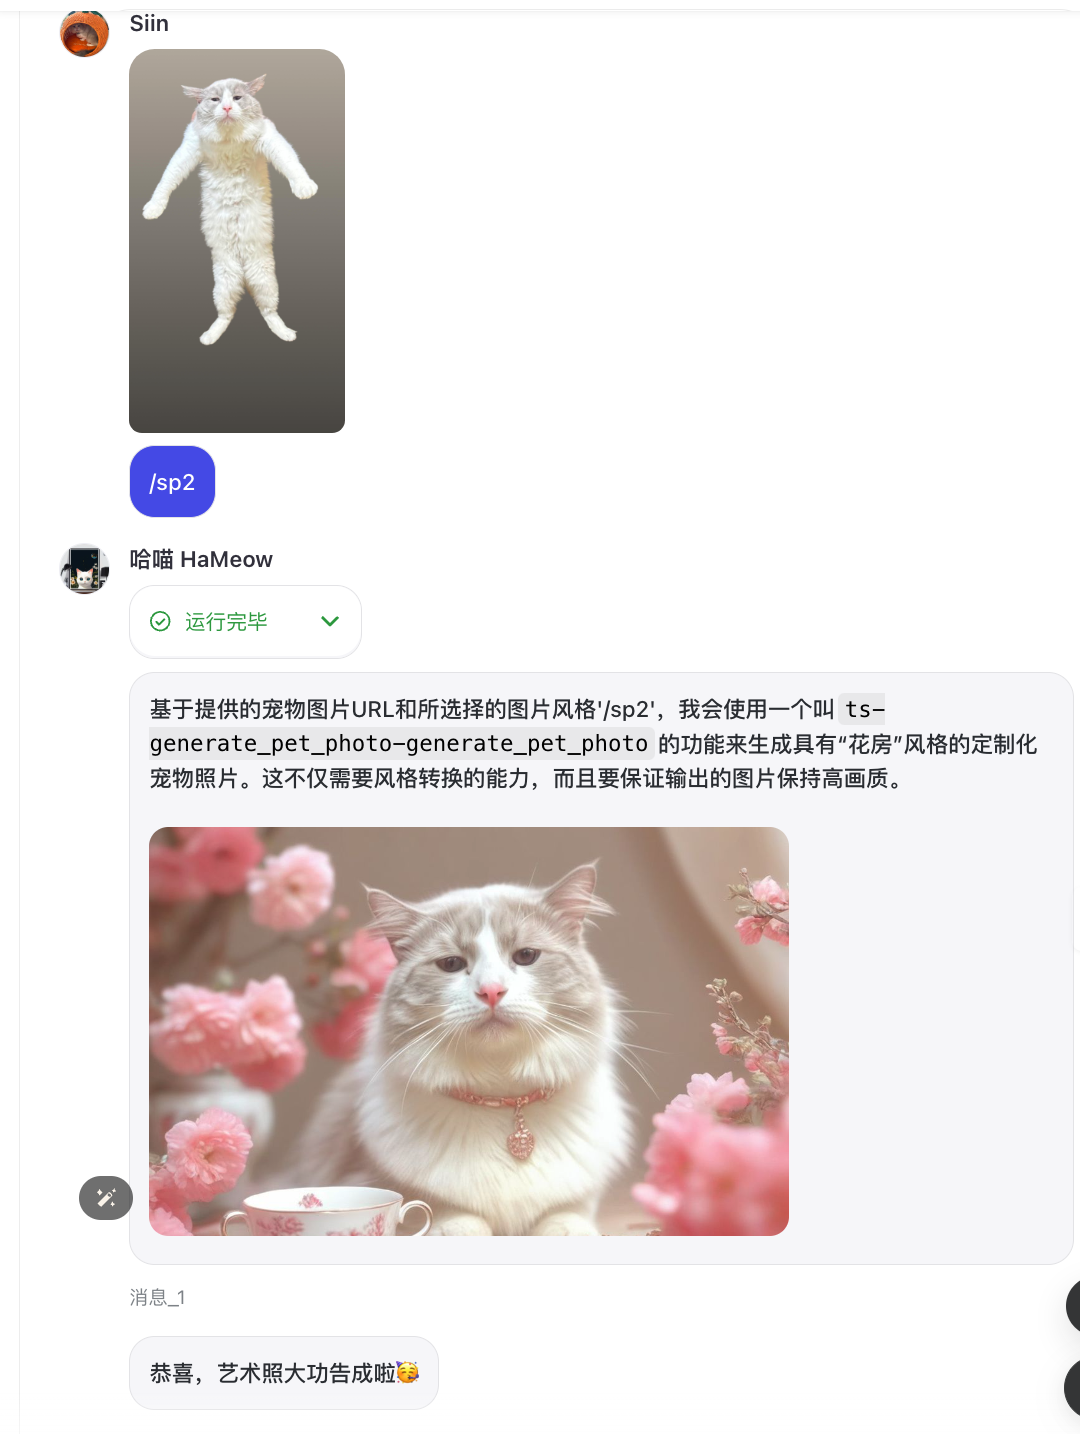 Siin
/sp2
哈喵 HaMeow
运行完毕
基于提供的宠物图片URL和所选择的图片风格'/sp2'，我会使用一个叫 ts-
generate_pet_photo-generate_pet_photo 的功能来生成具有“花房”风格的定制化
宠物照片。这不仅需要风格转换的能力，而且要保证输出的图片保持高画质。
消息_1
恭喜，艺术照大功告成啦🥳